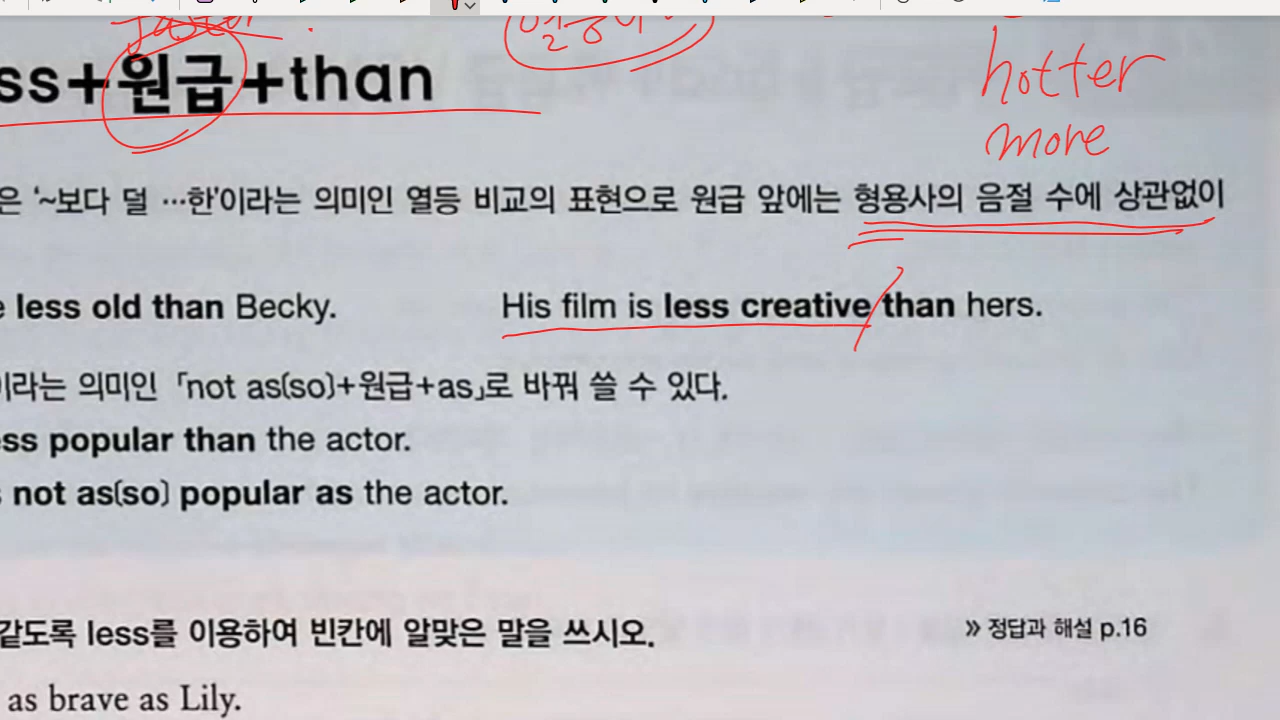 faster.
hotter
ss+원급+than
more
은 '~보다 덜 …한'이라는 의미인 열등 비교의 표현으로 원급 앞에는 형용사의 음절 수에 상관없이
e less old than Becky.
His film is less creative than hers.
이라는 의미인 「not as(so)+원급+as」로 바꿔 쓸 수 있다.
ess popular than the actor.
s not as(so) popular as the actor.
같도록 less를 이용하여 빈칸에 알맞은 말을 쓰시오.
» 정답과 해설 p.16
as brave as Lily.